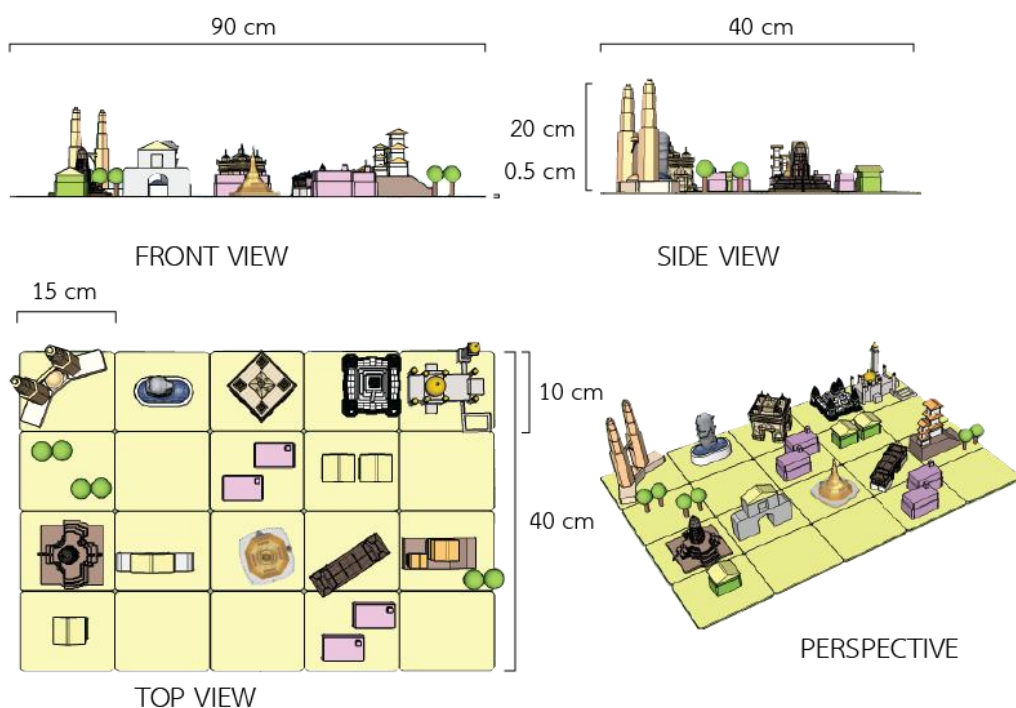 90 cm
40 cm
20 cm
0.5 cm
FRONT VIEW
SIDE VIEW
15 cm
10 cm
40 cm
PERSPECTIVE
TOP VIEW